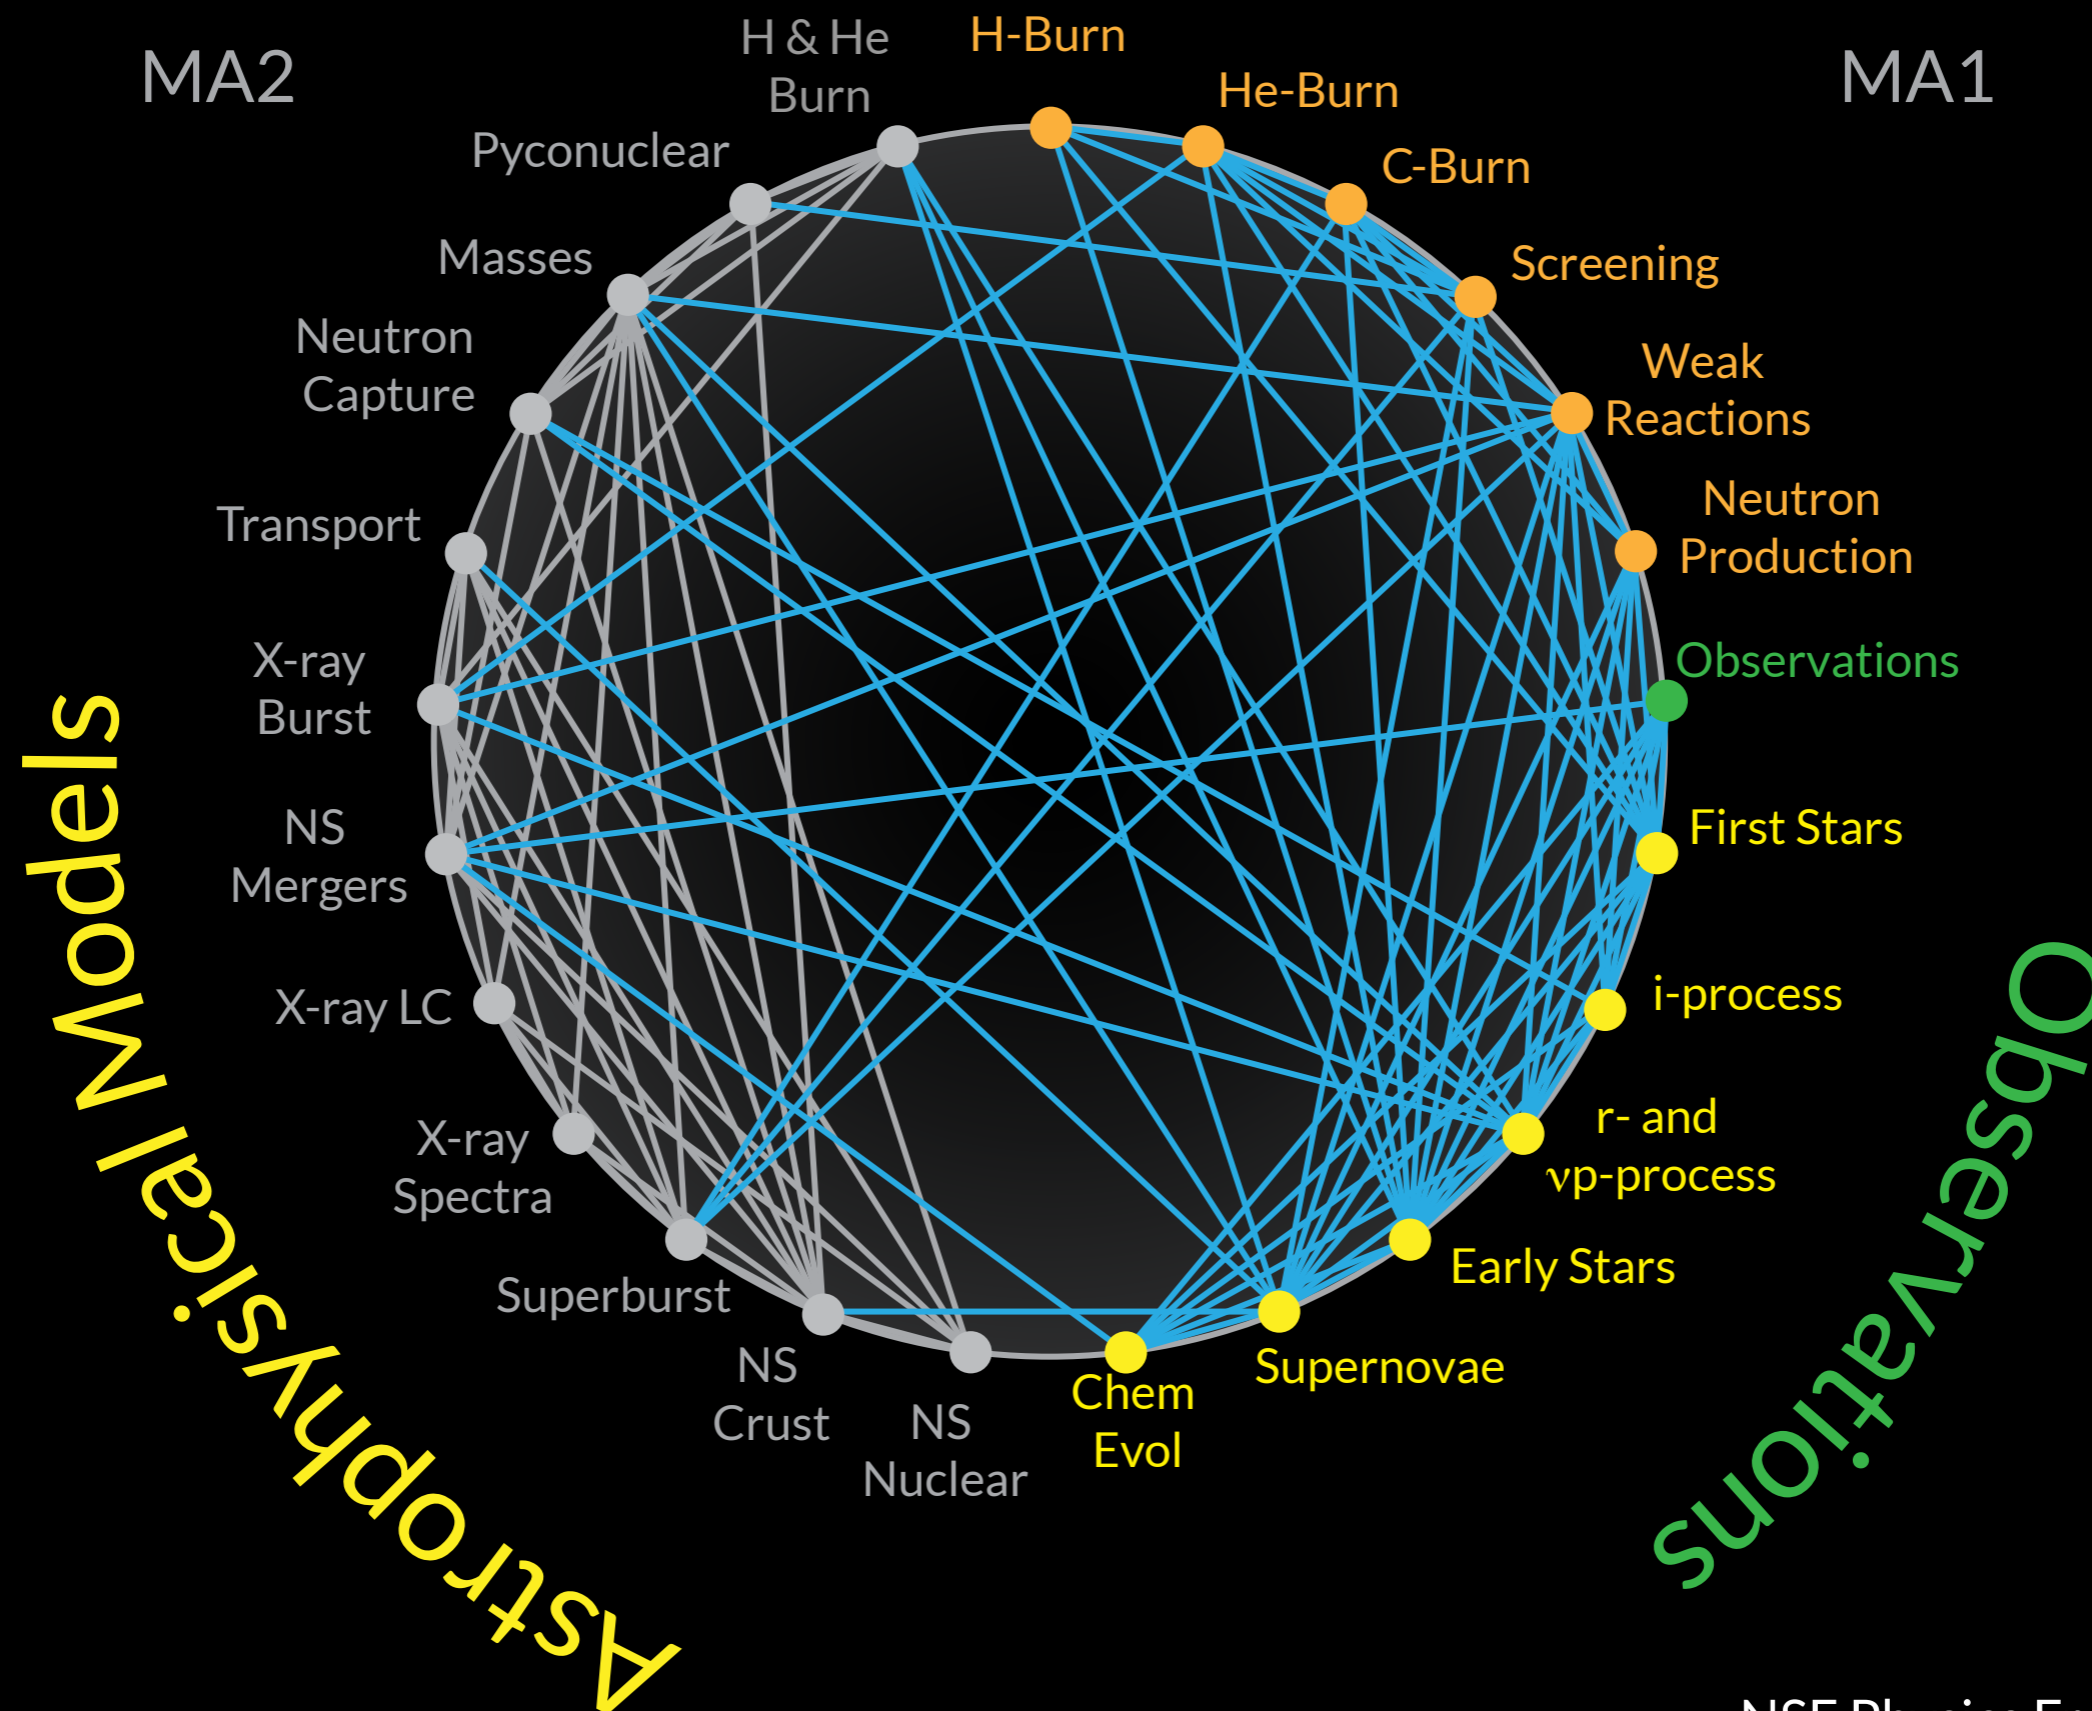 MA2
MA1
H & He
Burn
H-Burn
He-Burn
C-Burn
Screening
Weak
Reactions
Neutron
Production
Observations
First Stars
i-process
r- and
νp-process
Early Stars
Supernovae
Chem
Evol
NS
Nuclear
NS
Crust
Superburst
X-ray
Spectra
X-ray LC
NS
Mergers
X-ray
Burst
Transport
Neutron
Capture
Masses
Pyconuclear
Astrophysical Models
Observations
NSF Physics